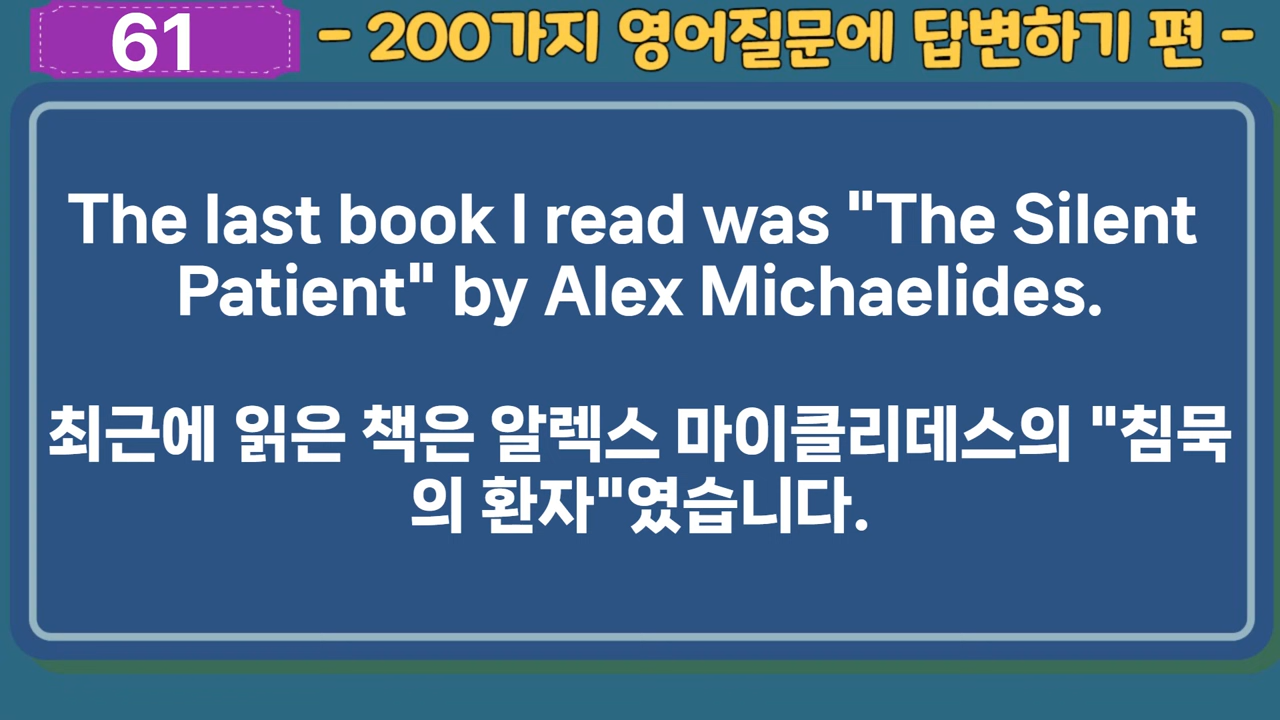 61
- 200가지 영어질문에 답변하기 편 -
The last book I read was "The Silent
Patient" by Alex Michaelides.
최근에 읽은 책은 알렉스 마이클리데스의 "침묵
의 환자"였습니다.